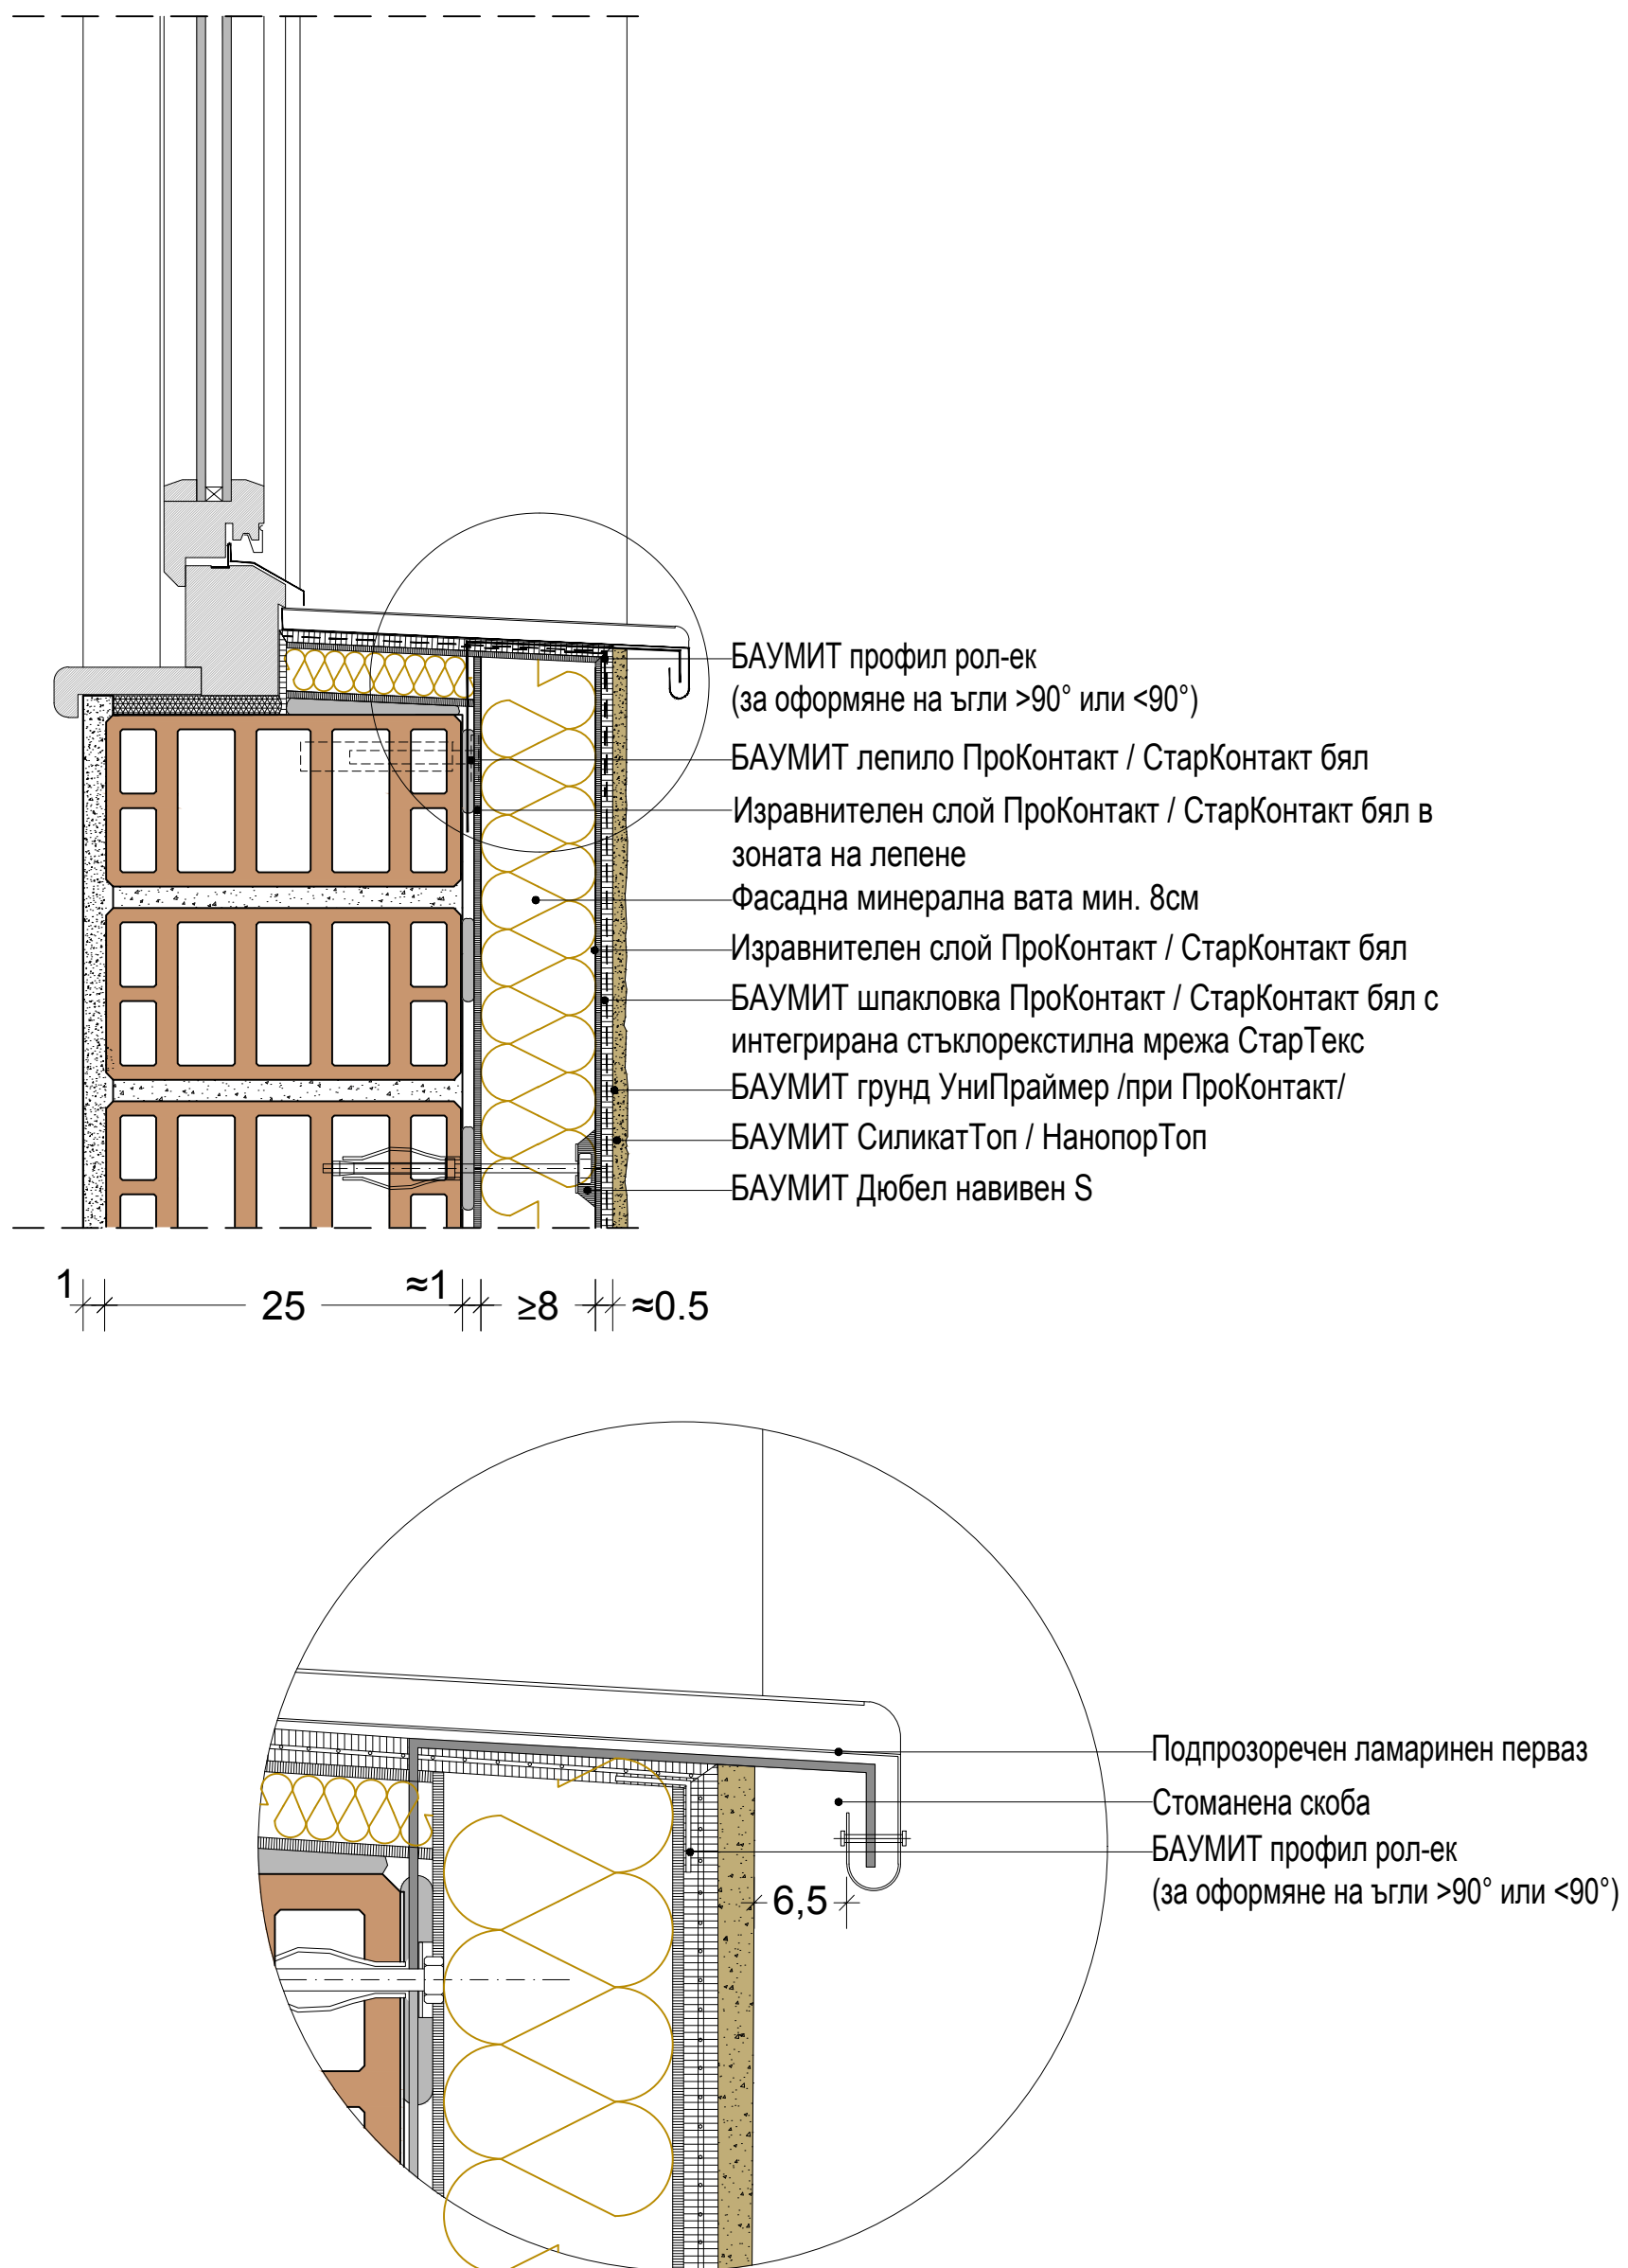 БАУМИТ профил рол-ек
(за оформяне на ъгли >90° или <90°)
БАУМИТ лепило ПроКонтакт / СтарКонтакт бял
Изравнителен слой ПроКонтакт / СтарКонтакт бял в
зоната на лепене
Фасадна минерална вата мин. 8см
Изравнителен слой ПроКонтакт / СтарКонтакт бял
БАУМИТ шпакловка ПроКонтакт / СтарКонтакт бял с
интегрирана стъклорекстилна мрежа СтарТекс
БАУМИТ грунд УниПраймер /при ПроКонтакт/
БАУМИТ СиликатТоп / НанопорТоп
БАУМИТ Дюбел навивен S
1 25 ≈1 ≥8 ≈0.5
Подпрозоречен ламаринен перваз
Стоманена скоба
БАУМИТ профил рол-ек
(за оформяне на ъгли >90° или <90°)
6,5